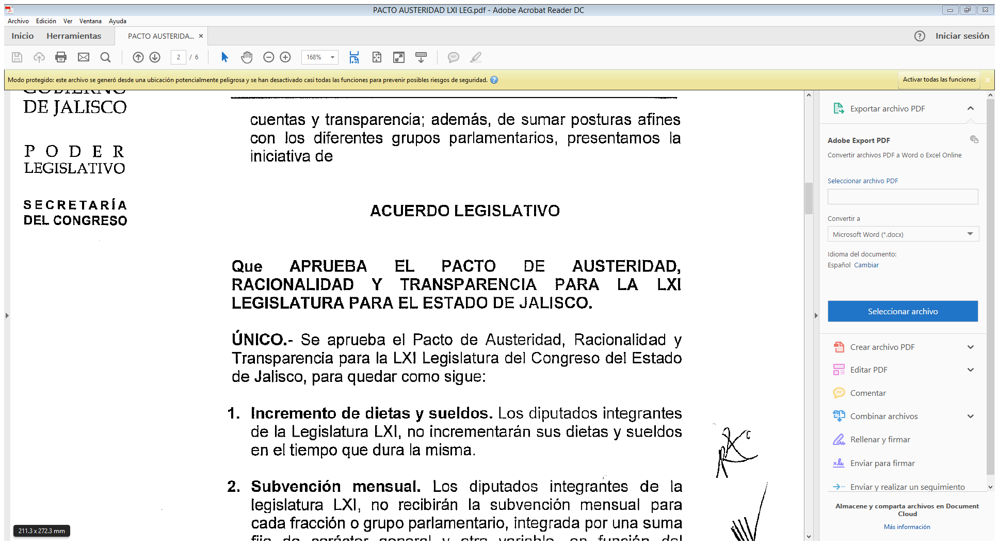 PACTO AUSTERIDAD LXI LEG.pdf - Adobe Acrobat Reader DC
Archivo Edición Ver Ventana Ayuda
Inicio Herramientas PACTO AUSTERIDA... × Iniciar sesión
2 / 6 168%
Modo protegido: este archivo se generó desde una ubicación potencialmente peligrosa y se han desactivado casi todas las funciones para prevenir posibles riesgos de seguridad. Activar todas las funciones
GOBIERNO
DE JALISCO
PODER
LEGISLATIVO
SECRETARÍA
DEL CONGRESO
cuentas y transparencia; además, de sumar posturas afines
con los diferentes grupos parlamentarios, presentamos la
iniciativa de
ACUERDO LEGISLATIVO
Que APRUEBA EL PACTO DE AUSTERIDAD,
RACIONALIDAD Y TRANSPARENCIA PARA LA LXI
LEGISLATURA PARA EL ESTADO DE JALISCO.
ÚNICO.- Se aprueba el Pacto de Austeridad, Racionalidad y
Transparencia para la LXI Legislatura del Congreso del Estado
de Jalisco, para quedar como sigue:
1. Incremento de dietas y sueldos. Los diputados integrantes
de la Legislatura LXI, no incrementarán sus dietas y sueldos
en el tiempo que dura la misma.
2. Subvención mensual. Los diputados integrantes de la
legislatura LXI, no recibirán la subvención mensual para
cada fracción o grupo parlamentario, integrada por una suma
fija de carácter general y otra variable, en función del
211.3 x 272.3 mm
Exportar archivo PDF
Adobe Export PDF
Convertir archivos PDF a Word o Excel Online
Seleccionar archivo PDF
Convertir a
Microsoft Word (*.docx)
Idioma del documento:
Español Cambiar
Seleccionar archivo
Crear archivo PDF
Editar PDF
Comentar
Combinar archivos
Rellenar y firmar
Enviar para firmar
Enviar y realizar un seguimiento
Almacene y comparta archivos en Document
Cloud
Más información